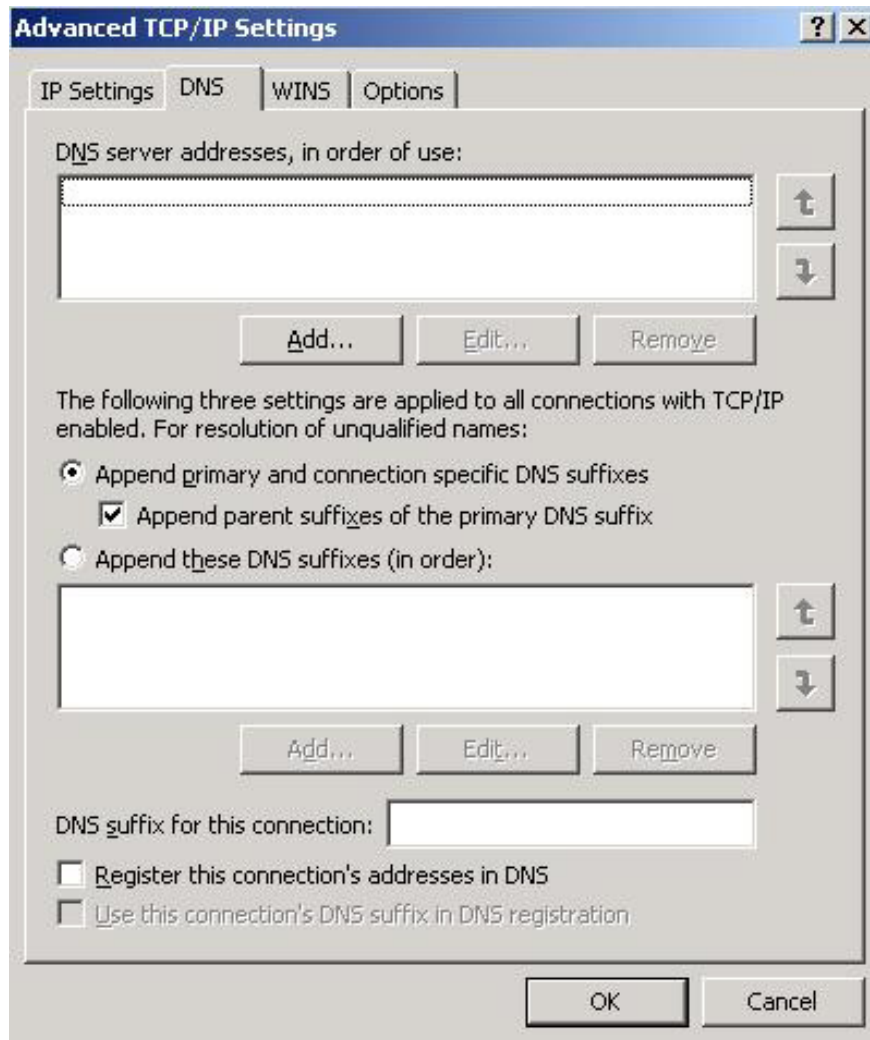 Advanced TCP/IP Settings
IP Settings DNS WINS Options
DNS server addresses, in order of use:
Add... Edit... Remove
The following three settings are applied to all connections with TCP/IP
enabled. For resolution of unqualified names:
Append primary and connection specific DNS suffixes
Append parent suffixes of the primary DNS suffix
Append these DNS suffixes (in order):
Add... Edit... Remove
DNS suffix for this connection:
Register this connection's addresses in DNS
Use this connection's DNS suffix in DNS registration
OK Cancel